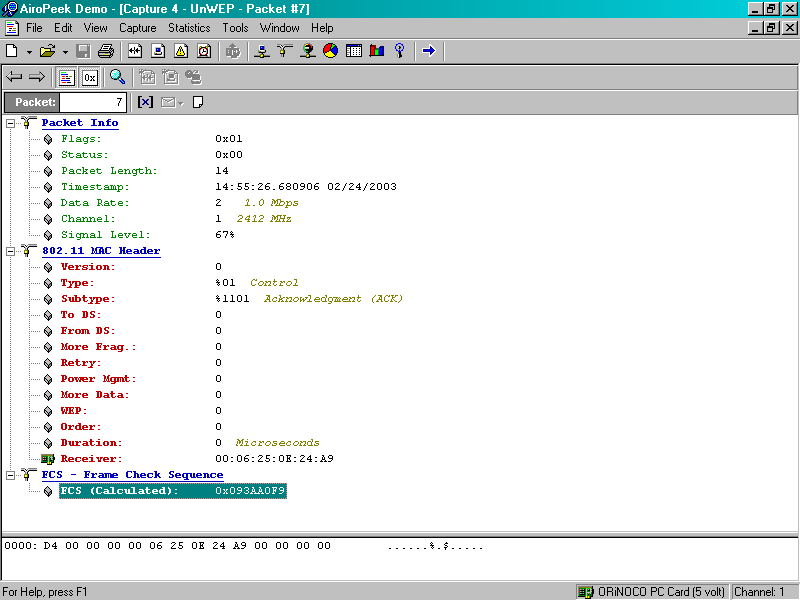 AiroPeek Demo - [Capture 4 - UnWEP - Packet #7]
File Edit View Capture Statistics Tools Window Help
0x
Packet: 7
Packet Info
Flags: 0x01
Status: 0x00
Packet Length: 14
Timestamp: 14:55:26.680906 02/24/2003
Data Rate: 2 1.0 Mbps
Channel: 1 2412 MHz
Signal Level: 67%
802.11 MAC Header
Version: 0
Type: %01 Control
Subtype: %1101 Acknowledgment (ACK)
To DS: 0
From DS: 0
More Frag.: 0
Retry: 0
Power Mgmt: 0
More Data: 0
WEP: 0
Order: 0
Duration: 0 Microseconds
Receiver: 00:06:25:0E:24:A9
FCS - Frame Check Sequence
FCS (Calculated): 0x093AA0F9
0000: D4 00 00 00 00 06 25 0E 24 A9 00 00 00 00 ......%.$.....
For Help, press F1 ORiNOCO PC Card (5 volt) Channel: 1